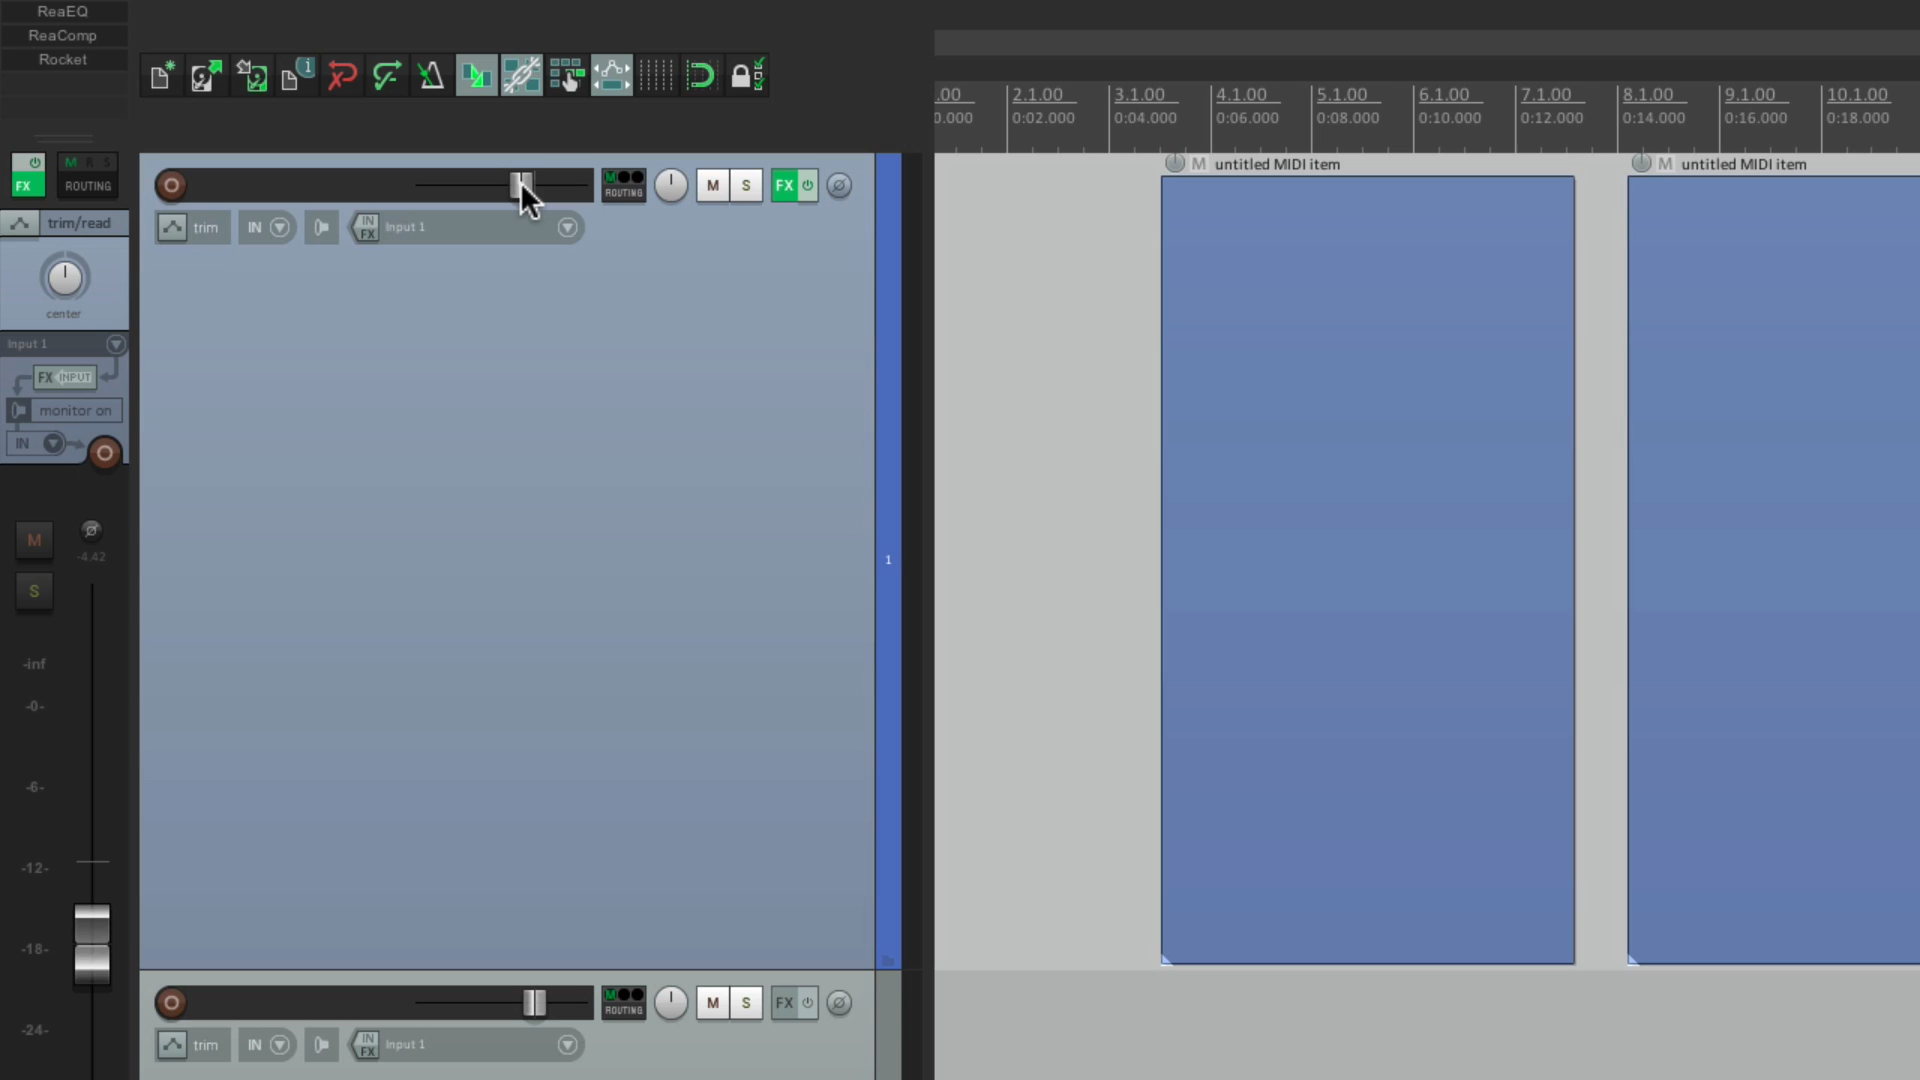 ReaEQ
ReaComp
Rocket
FX
M R S
ROUTING
trim/read
center
Input 1
FX INPUT
monitor on
IN
M
-4.42
S
-inf
-0-
-6-
-12-
-18-
-24-
i
ROUTING
M
M S
FX
trim
IN
IN FX
Input 1
1
M
ROUTING
M S
FX
trim
IN
IN FX
Input 1
.00 2.1.00 3.1.00 4.1.00 5.1.00 6.1.00 7.1.00 8.1.00 9.1.00 10.1.00
0.000 0:02.000 0:04.000 0:06.000 0:08.000 0:10.000 0:12.000 0:14.000 0:16.000 0:18.000
M untitled MIDI item
M untitled MIDI item